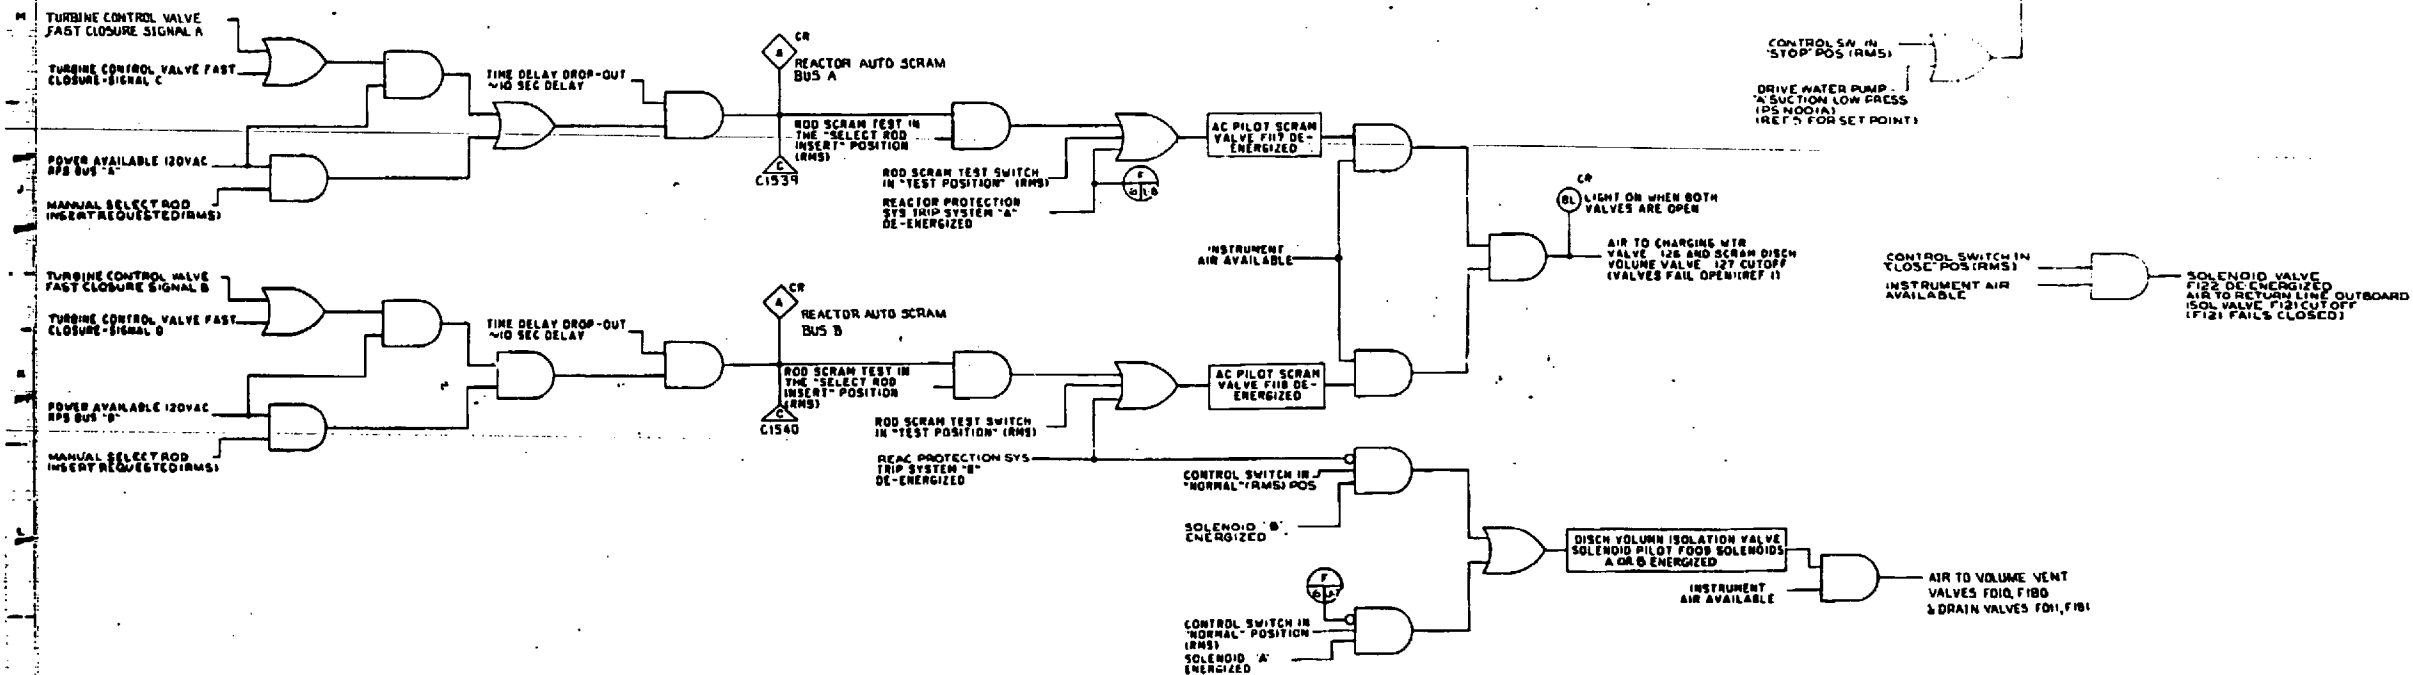 M
TURBINE CONTROL VALVE
FAST CLOSURE SIGNAL A
TURBINE CONTROL VALVE FAST
CLOSURE-SIGNAL C
POWER AVAILABLE 120VAC
RPS BUS "A"
J
MANUAL SELECT ROD
INSERT REQUESTED(RMS)
TIME DELAY DROP-OUT
~10 SEC DELAY
CR
A
REACTOR AUTO SCRAM
BUS A
ROD SCRAM TEST IN
THE "SELECT ROD
INSERT" POSITION
(RMS)
C
C1539
ROD SCRAM TEST SWITCH
IN "TEST POSITION" (RMS)
REACTOR PROTECTION
SYS TRIP SYSTEM "A"
DE-ENERGIZED
F
AC PILOT SCRAM
VALVE F117 DE-
ENERGIZED
INSTRUMENT
AIR AVAILABLE
CR
BL
LIGHT ON WHEN BOTH
VALVES ARE OPEN
AIR TO CHARGING WTR
VALVE 126 AND SCRAM DISCH
VOLUME VALVE 127 CUTOFF
(VALVES FAIL OPEN)(REF 1)
CONTROL SW. IN
"STOP" POS (RMS)
DRIVE WATER PUMP -
"A" SUCTION LOW PRESS
(PS N001A)
(REF 5 FOR SET POINT)
CONTROL SWITCH IN
"CLOSE" POS(RMS)
INSTRUMENT AIR
AVAILABLE
SOLENOID VALVE
F122 DE-ENERGIZED
AIR TO RETURN LINE OUTBOARD
ISOL VALVE F121 CUTOFF
(F121 FAILS CLOSED)
TURBINE CONTROL VALVE
FAST CLOSURE SIGNAL B
TURBINE CONTROL VALVE FAST
CLOSURE-SIGNAL D
POWER AVAILABLE 120VAC
RPS BUS "B"
MANUAL SELECT ROD
INSERT REQUESTED(RMS)
TIME DELAY DROP-OUT
~10 SEC DELAY
CR
A
REACTOR AUTO SCRAM
BUS B
ROD SCRAM TEST IN
THE "SELECT ROD
INSERT" POSITION
(RMS)
C
C1540
ROD SCRAM TEST SWITCH
IN "TEST POSITION" (RMS)
REAC PROTECTION SYS
TRIP SYSTEM "B"
DE-ENERGIZED
AC PILOT SCRAM
VALVE F118 DE-
ENERGIZED
CONTROL SWITCH IN
"NORMAL" (RMS) POS
SOLENOID "B"
ENERGIZED
L
F
CONTROL SWITCH IN
"NORMAL" POSITION
(RMS)
SOLENOID "A"
ENERGIZED
DISCH VOLUMN ISOLATION VALVE
SOLENOID PILOT F009 SOLENOIDS
A OR B ENERGIZED
INSTRUMENT
AIR AVAILABLE
AIR TO VOLUME VENT
VALVES F010, F180
& DRAIN VALVES F011, F181